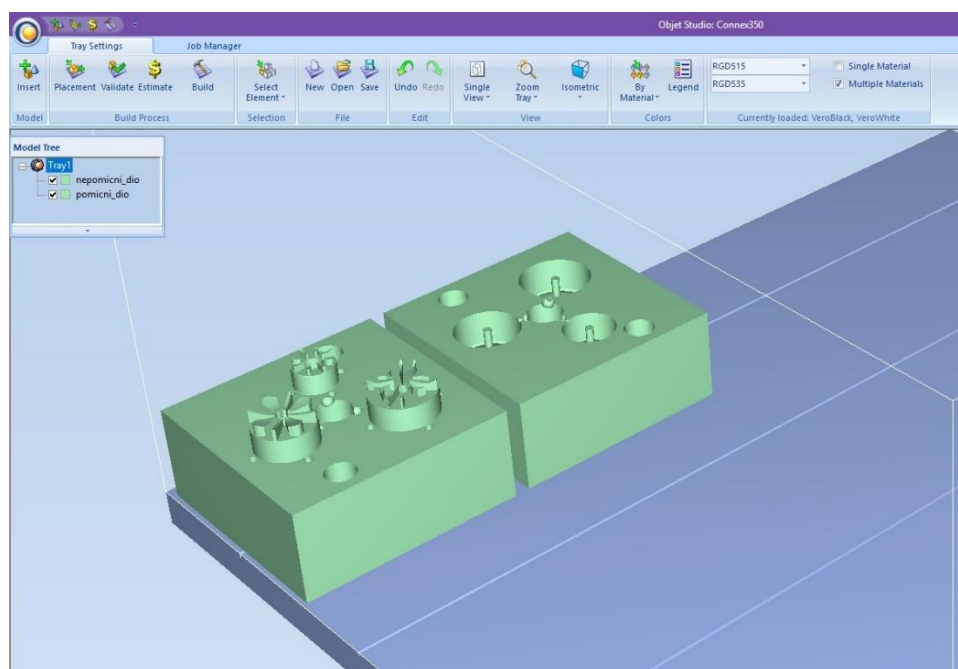 Objet Studio: Connex350
Tray Settings Job Manager
Insert Placement Validate Estimate Build Select Element New Open Save Undo Redo Single View Zoom Tray Isometric By Material Legend
RGD515 Single Material
RGD535 Multiple Materials
Model Build Process Selection File Edit View Colors Currently loaded: VeroBlack, VeroWhite
Model Tree
Tray1
nepomicni_dio
pomicni_dio